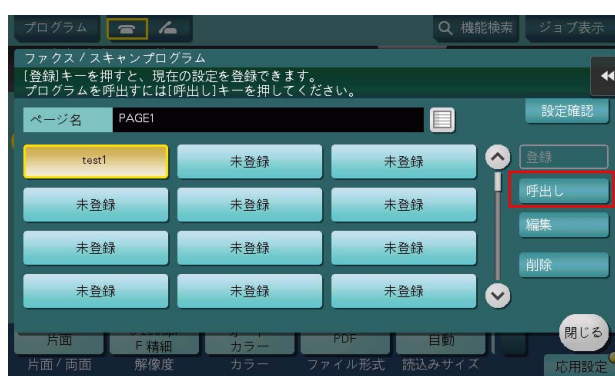 プログラム
機能検索
ジョブ表示
ファクス/スキャンプログラム
[登録]キーを押すと、現在の設定を登録できます。
プログラムを呼出すには[呼出し]キーを押してください。
ページ名 PAGE1
設定確認
test1 未登録 未登録 登録
未登録 未登録 未登録 呼出し
未登録 未登録 未登録 編集
未登録 未登録 未登録 削除
閉じる
片面 F 精細 カラー PDF 自動
片面/両面 解像度 カラー ファイル形式 読込みサイズ 応用設定